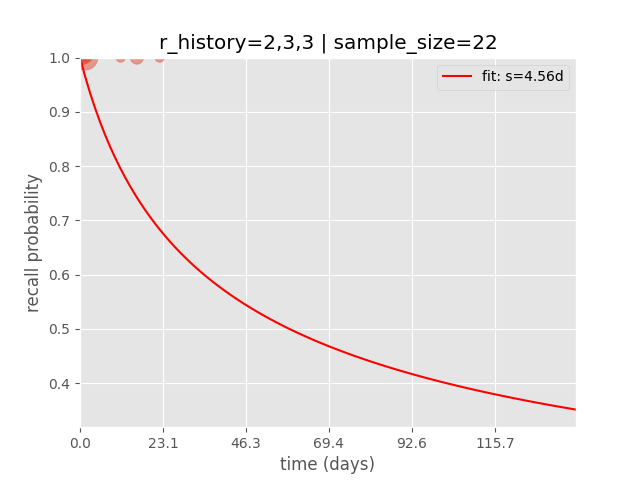 r_history=2,3,3 | sample_size=22
fit: s=4.56d
recall probability
1.0
0.9
0.8
0.7
0.6
0.5
0.4
0.0 23.1 46.3 69.4 92.6 115.7
time (days)